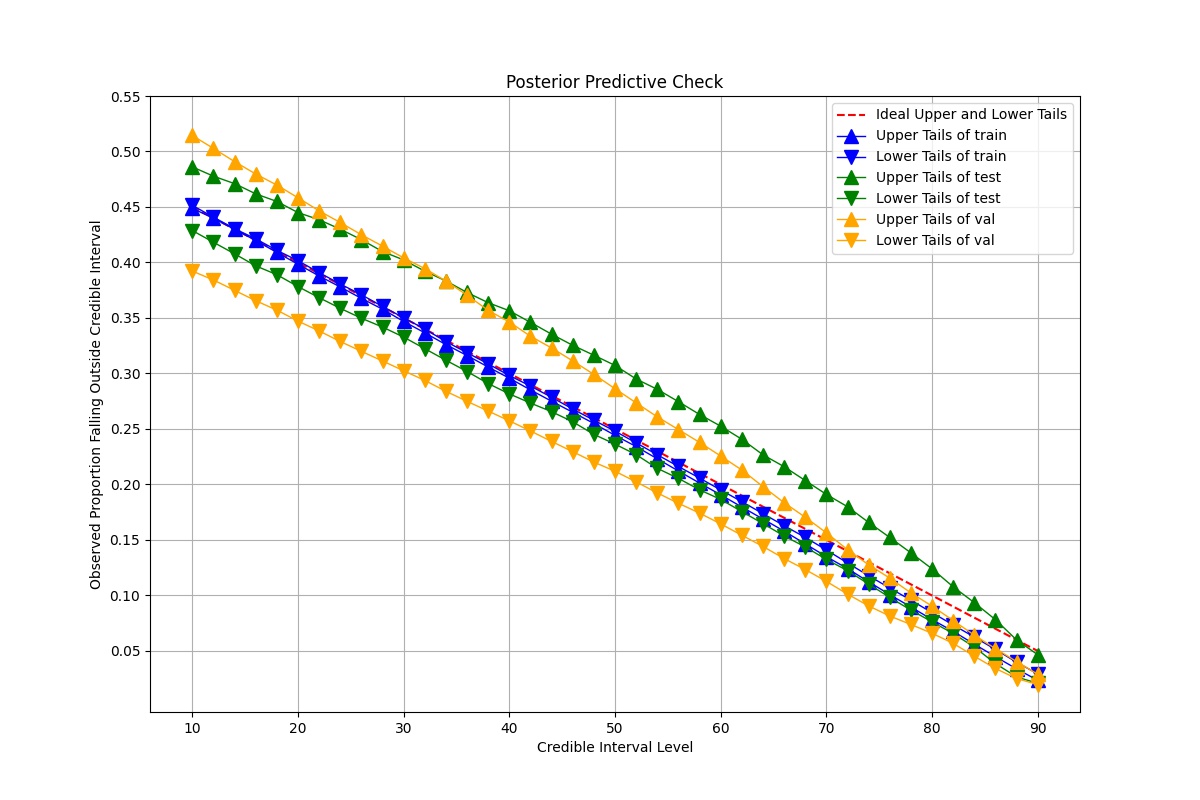 Posterior Predictive Check
Observed Proportion Falling Outside Credible Interval
0.55
0.50
0.45
0.40
0.35
0.30
0.25
0.20
0.15
0.10
0.05
Ideal Upper and Lower Tails
Upper Tails of train
Lower Tails of train
Upper Tails of test
Lower Tails of test
Upper Tails of val
Lower Tails of val
10 20 30 40 50 60 70 80 90
Credible Interval Level